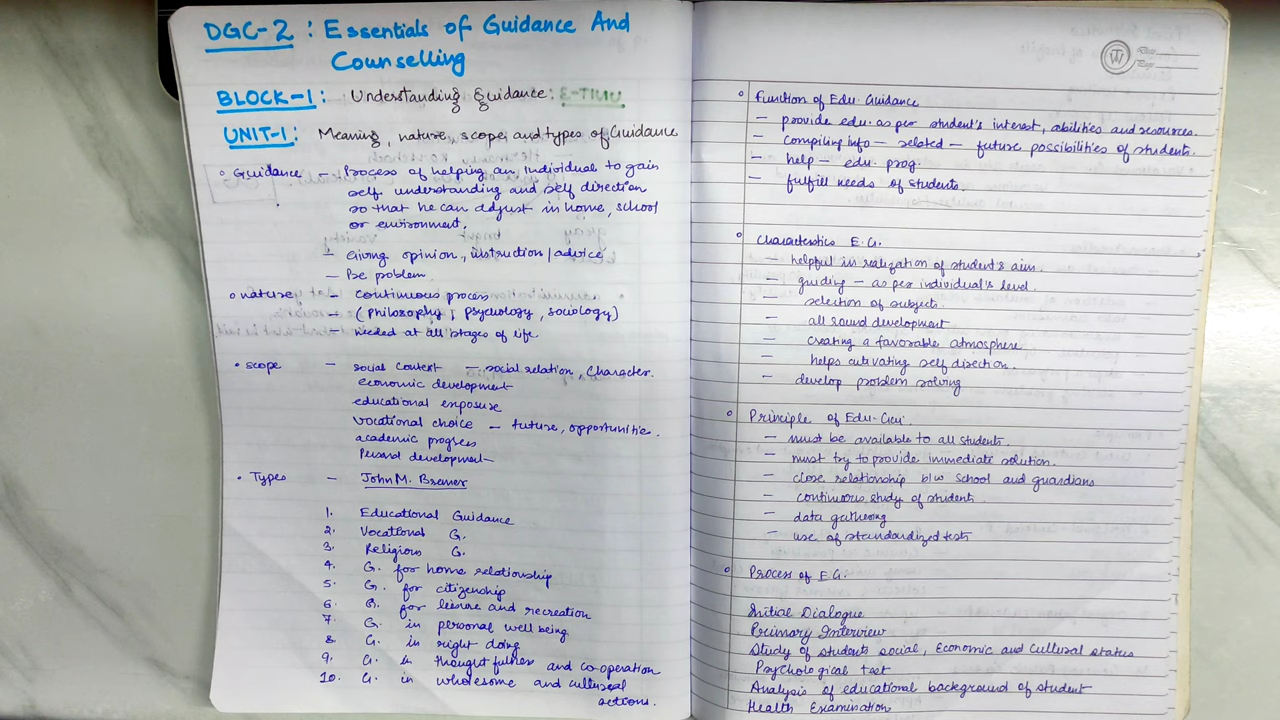 DGC-2 : Essentials of Guidance And
Counselling
BLOCK-1: Understanding Guidance:
UNIT-1: Meaning, nature, scope, and types of Guidance
Guidance – Process of helping an individual to gain
self understanding and self direction
so that he can adjust in home, school
or environment.
– Giving opinion, instruction/advice
– Be problem.
nature – continuous process
– (Philosophy, psychology, sociology)
– needed at all stages of life
scope – social context – social relation, character.
economic development
educational exposure
vocational choice – future, opportunities.
academic progress
Personal development
Types – John M. Brewer
1. Educational Guidance
2. Vocational G.
3. Religious G.
4. G. for home relationship
5. G. for citizenship
6. G. for leisure and recreation
7. G. in personal well being
8. G. in right doing
9. G. in thoughtfulness and co-operation
10. G. in wholesome and cultural
actions.
Function of Edu. Guidance
– provide edu. as per student's interest, abilities and resources.
– compiling info – related – future possibilities of students.
– help – edu. prog.
– fulfill needs of students.
Characteristics E.G.
– helpful in realization of student's aim.
– guiding – as per individual's level.
– selection of subjects.
– all round development
– creating a favorable atmosphere
– helps cultivating self direction.
– develop problem solving
Principle of Edu-Gui.
– must be available to all students.
– must try to provide immediate solution.
– close relationship b/w school and guardians
– continuous study of students
– data gathering
– use of standardized tests
Process of E.G.
Initial Dialogue
Primary Interview
Study of students social, Economic and cultural status
Psychological test
Analysis of educational background of student
Health Examination